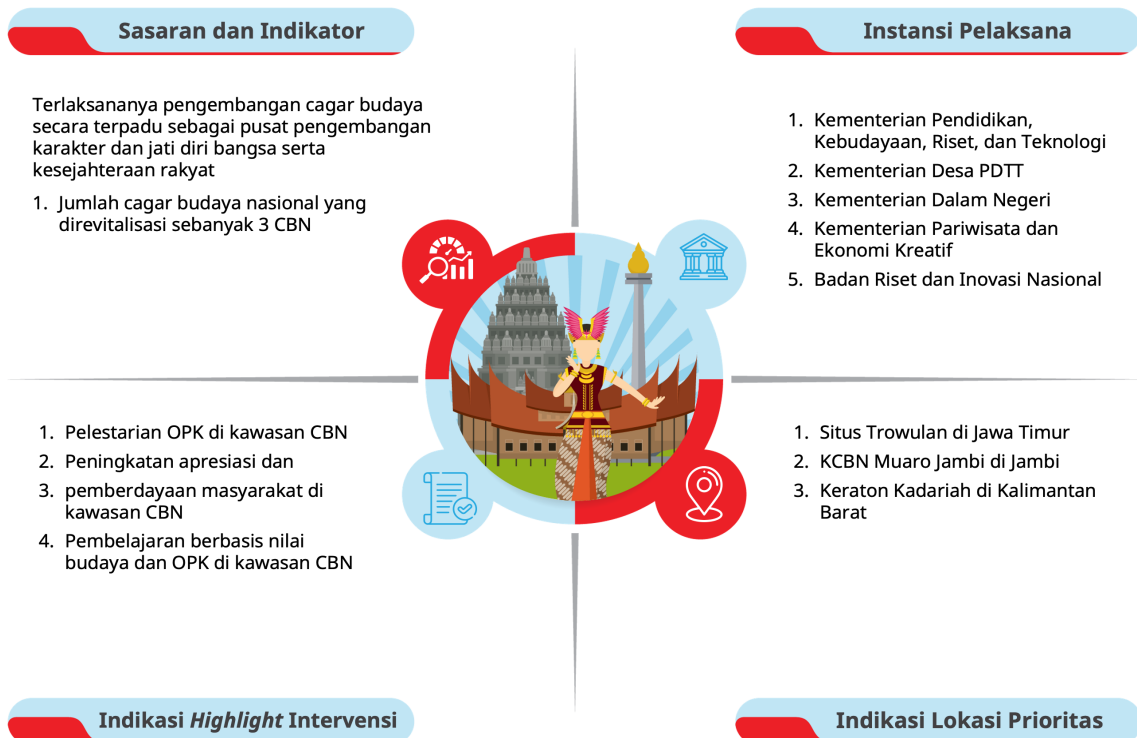 Sasaran dan Indikator
Terlaksananya pengembangan cagar budaya
secara terpadu sebagai pusat pengembangan
karakter dan jati diri bangsa serta
kesejahteraan rakyat
1. Jumlah cagar budaya nasional yang
direvitalisasi sebanyak 3 CBN
Instansi Pelaksana
1. Kementerian Pendidikan,
Kebudayaan, Riset, dan Teknologi
2. Kementerian Desa PDTT
3. Kementerian Dalam Negeri
4. Kementerian Pariwisata dan
Ekonomi Kreatif
5. Badan Riset dan Inovasi Nasional
1. Pelestarian OPK di kawasan CBN
2. Peningkatan apresiasi dan
3. pemberdayaan masyarakat di
kawasan CBN
4. Pembelajaran berbasis nilai
budaya dan OPK di kawasan CBN
Indikasi Highlight Intervensi
1. Situs Trowulan di Jawa Timur
2. KCBN Muaro Jambi di Jambi
3. Keraton Kadariah di Kalimantan
Barat
Indikasi Lokasi Prioritas